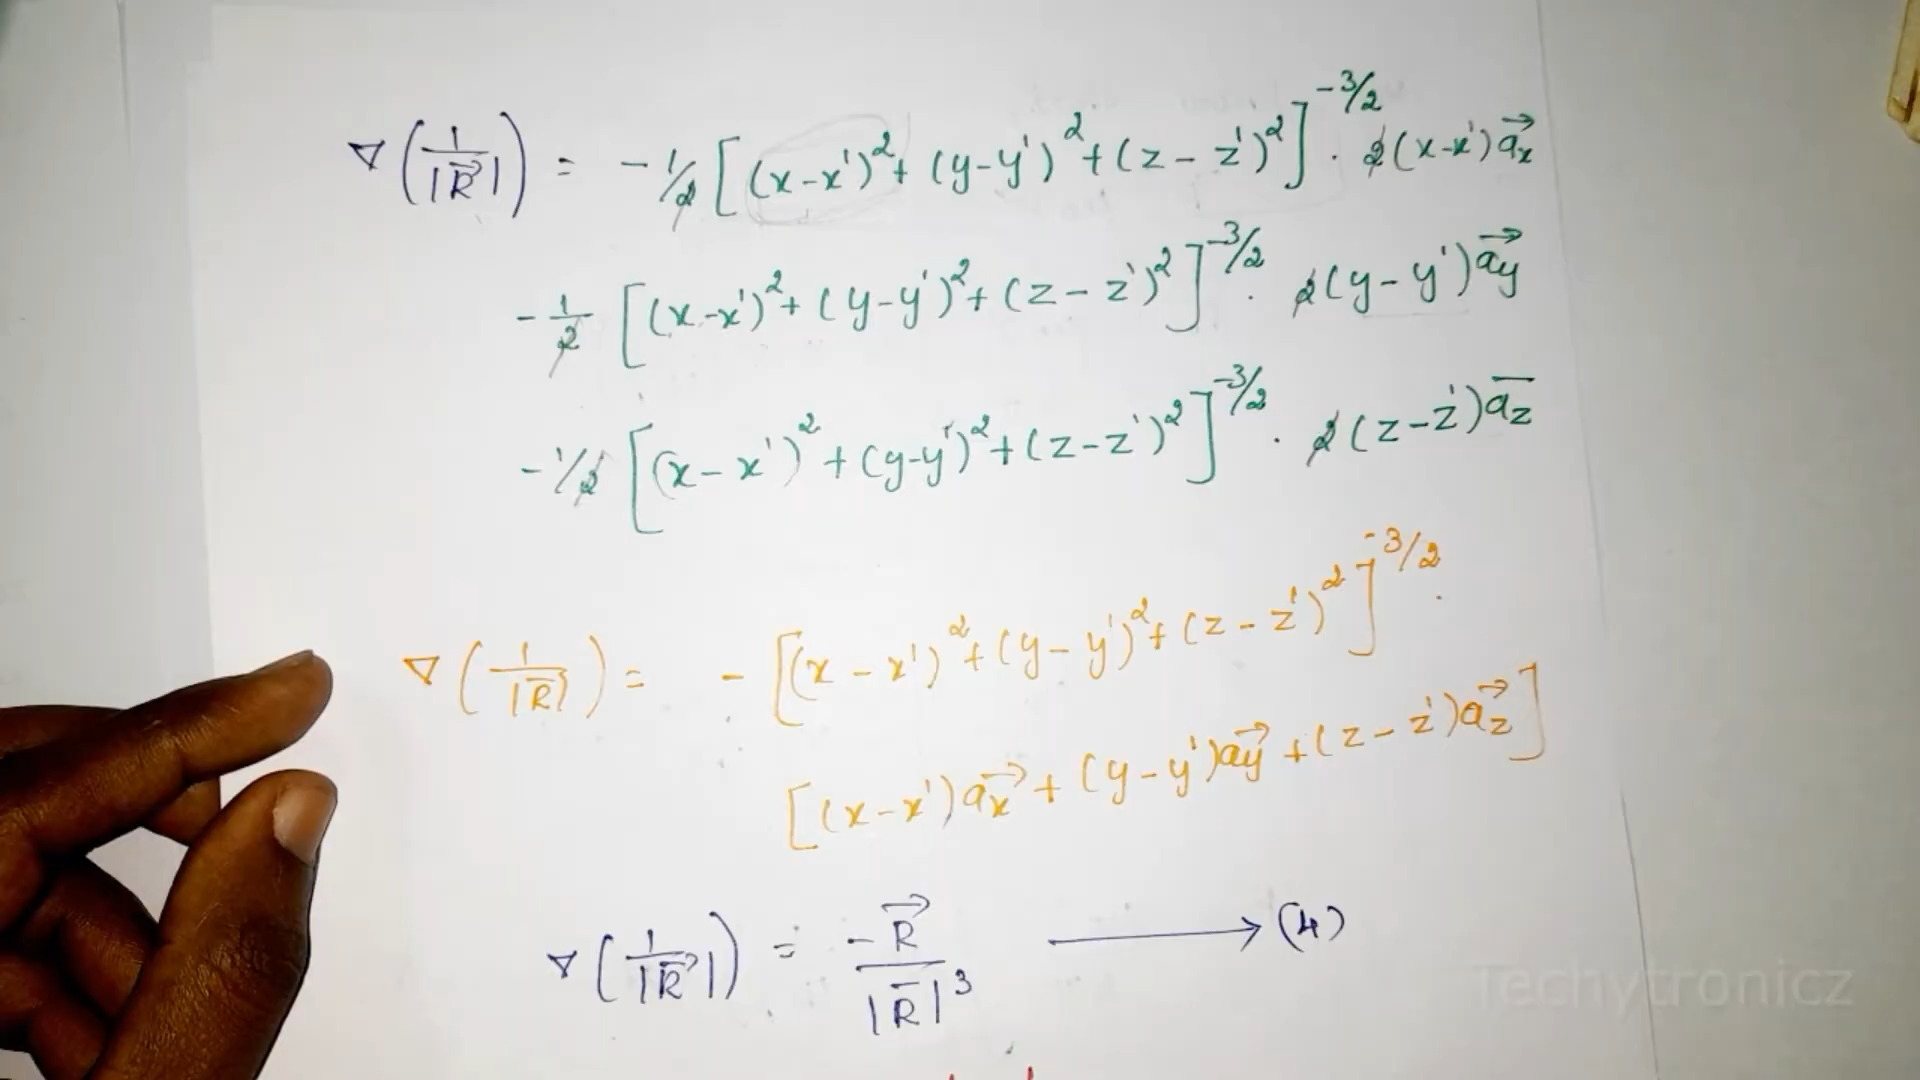 ∇(1/|R⃗|) = -1/2 [(x-x')² + (y-y')² + (z-z')²]^-3/2 . 2(x-x')a⃗x
-1/2 [(x-x')² + (y-y')² + (z-z')²]^-3/2 . 2(y-y')a⃗y
-1/2 [(x-x')² + (y-y')² + (z-z')²]^-3/2 . 2(z-z')a̅z
∇(1/|R̅|) = - [(x-x')² + (y-y')² + (z-z')²]^-3/2 .
[(x-x')a⃗x + (y-y')a⃗y + (z-z')a⃗z]
∇(1/|R⃗|) = -R⃗/|R̅|³ → (4)
Techytronicz